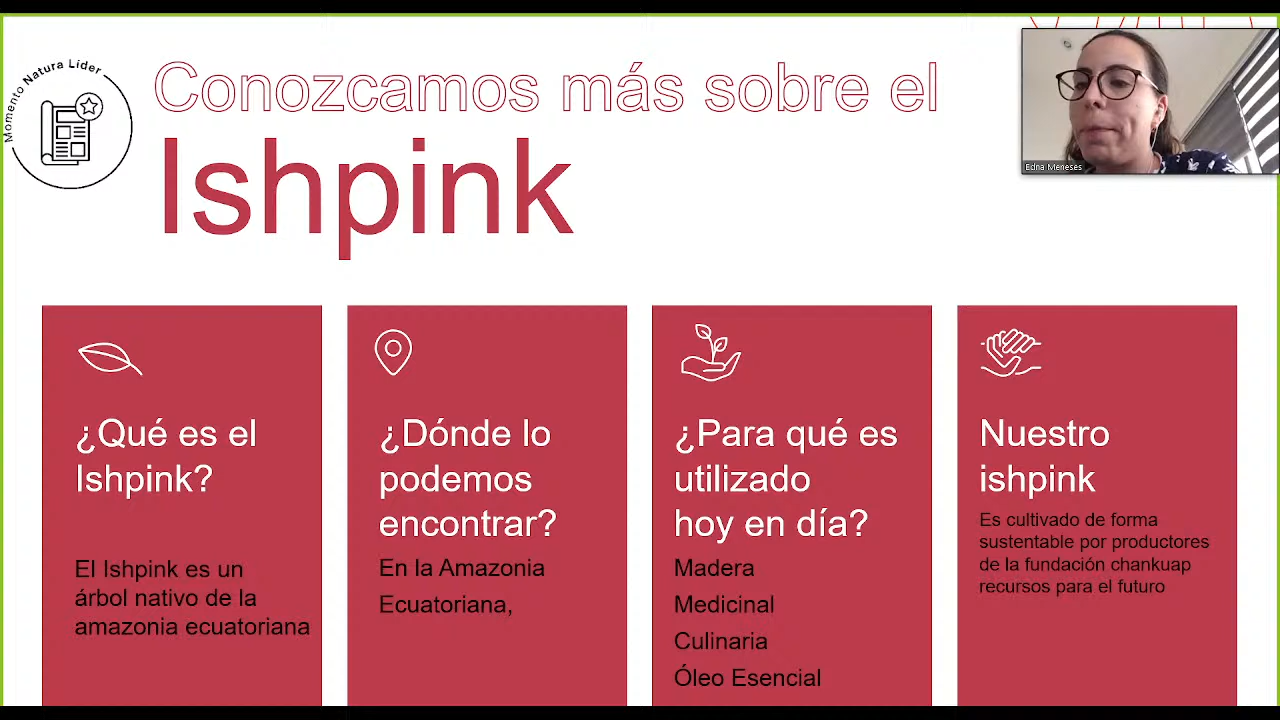 Momento Natura Líder
Conozcamos más sobre el
Ishpink
Edna Meneses
¿Qué es el
Ishpink?
El Ishpink es un
árbol nativo de la
amazonia ecuatoriana
¿Dónde lo
podemos
encontrar?
En la Amazonia
Ecuatoriana,
¿Para qué es
utilizado
hoy en día?
Madera
Medicinal
Culinaria
Óleo Esencial
Nuestro
ishpink
Es cultivado de forma
sustentable por productores
de la fundación chankuap
recursos para el futuro